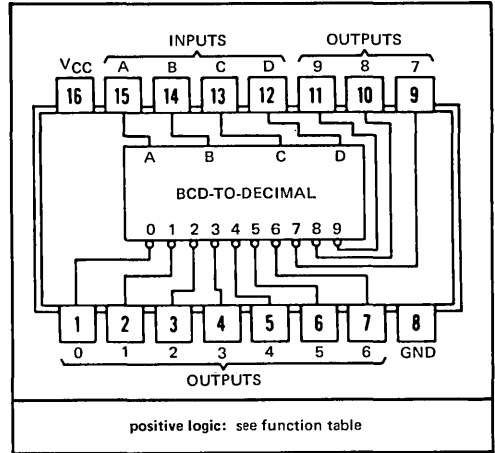 INPUTS OUTPUTS
VCC A B C D 9 8 7
16 15 14 13 12 11 10 9
A B C D
BCD-TO-DECIMAL
0 1 2 3 4 5 6 7 8 9
1 2 3 4 5 6 7 8
0 1 2 3 4 5 6 GND
OUTPUTS
positive logic: see function table